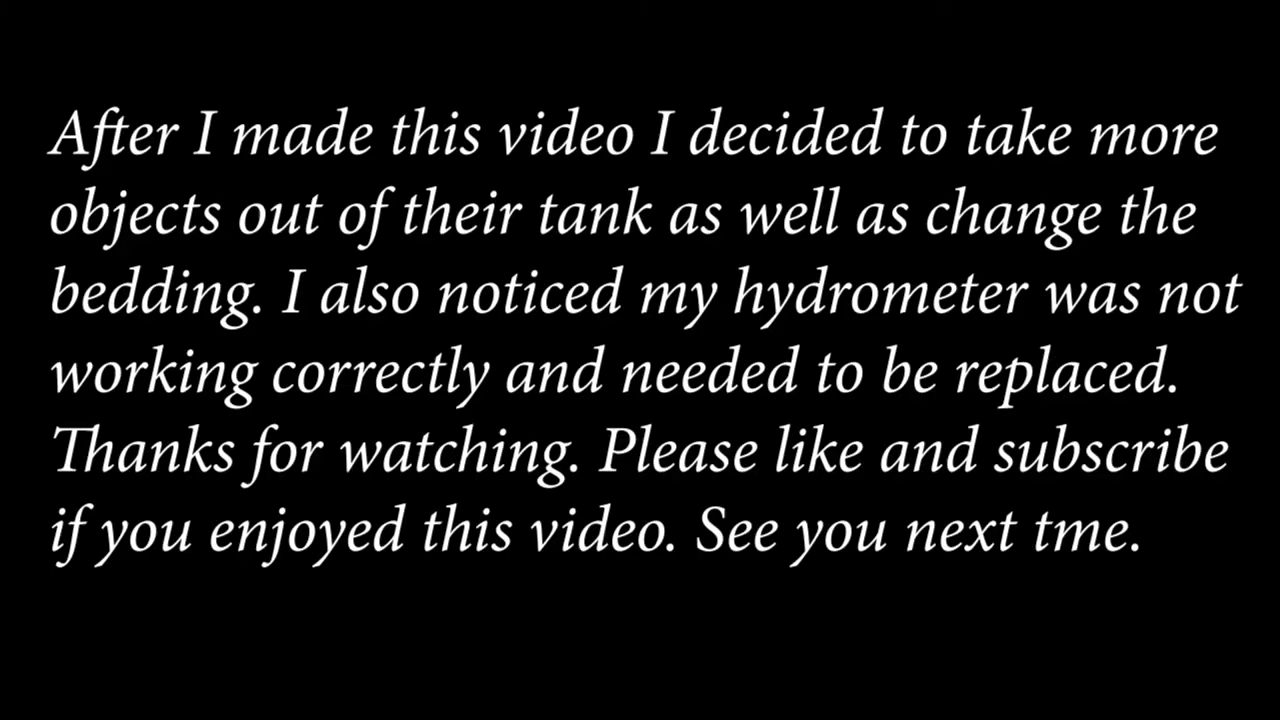 After I made this video I decided to take more
objects out of their tank as well as change the
bedding. I also noticed my hydrometer was not
working correctly and needed to be replaced.
Thanks for watching. Please like and subscribe
if you enjoyed this video. See you next tme.